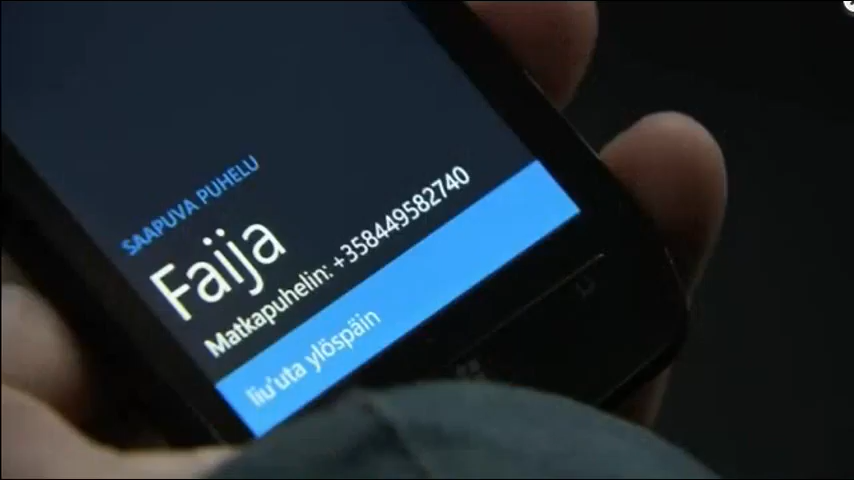 SAAPUVA PUHELU
Faija
Matkapuhelin: +358449582740
liu'uta ylöspäin